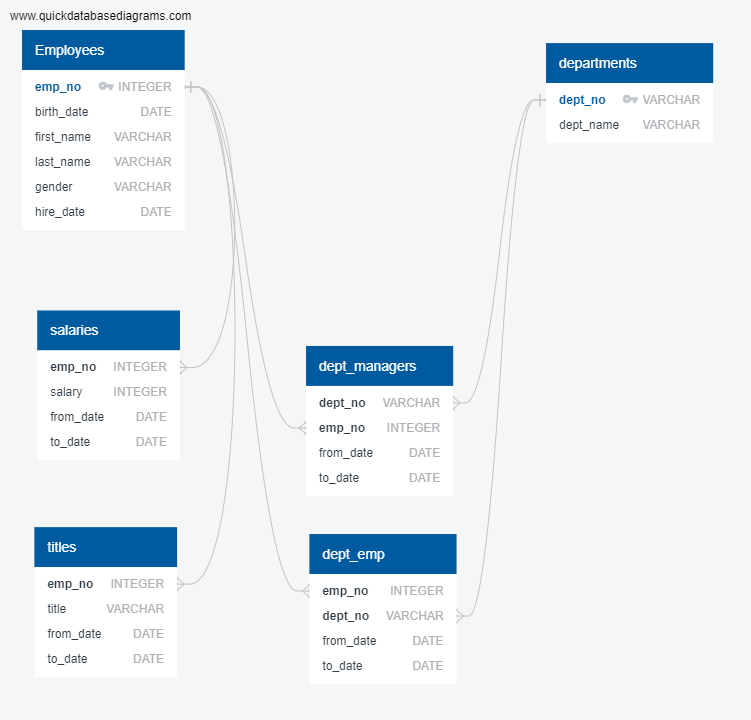 www.quickdatabasediagrams.com
Employees
emp_no INTEGER
birth_date DATE
first_name VARCHAR
last_name VARCHAR
gender VARCHAR
hire_date DATE
departments
dept_no VARCHAR
dept_name VARCHAR
salaries
emp_no INTEGER
salary INTEGER
from_date DATE
to_date DATE
dept_managers
dept_no VARCHAR
emp_no INTEGER
from_date DATE
to_date DATE
titles
emp_no INTEGER
title VARCHAR
from_date DATE
to_date DATE
dept_emp
emp_no INTEGER
dept_no VARCHAR
from_date DATE
to_date DATE